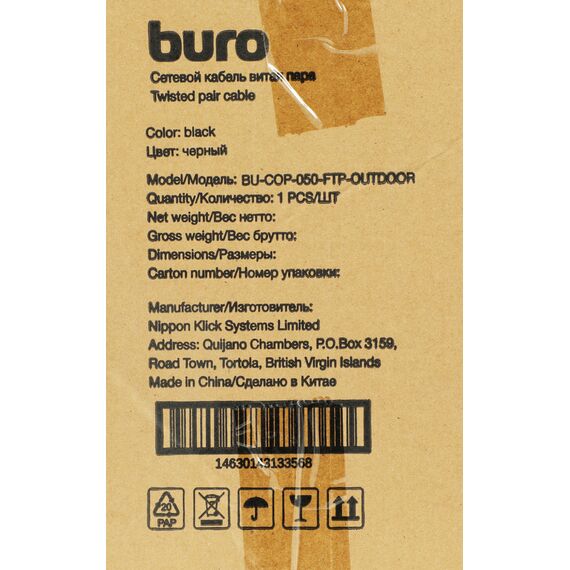 buro
Сетевой кабель витая пара
Twisted pair cable
Color: black
Цвет: черный
Model/Модель: BU-COP-050-FTP-OUTDOOR
Quantity/Количество: 1 PCS/ШТ
Net weight/Вес нетто:
Gross weight/Вес брутто:
Dimensions/Размеры:
Carton number/Номер упаковки:
Manufacturer/Изготовитель:
Nippon Klick Systems Limited
Address: Quijano Chambers, P.O.Box 3159,
Road Town, Tortola, British Virgin Islands
Made in China/Сделано в Китае
14630143133568
20
PAP